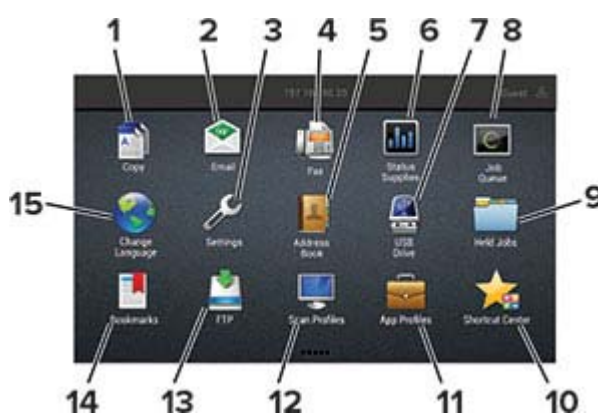 1
2
3
4
5
6
7
8
Guest
Copy
Email
Fax
Status
Supplies
Job
Queue
15
9
Change
Language
Settings
Address
Book
USB
Drive
Held Jobs
Bookmarks
FTP
Scan Profiles
App Profiles
Shortcut Center
14
13
12
11
10